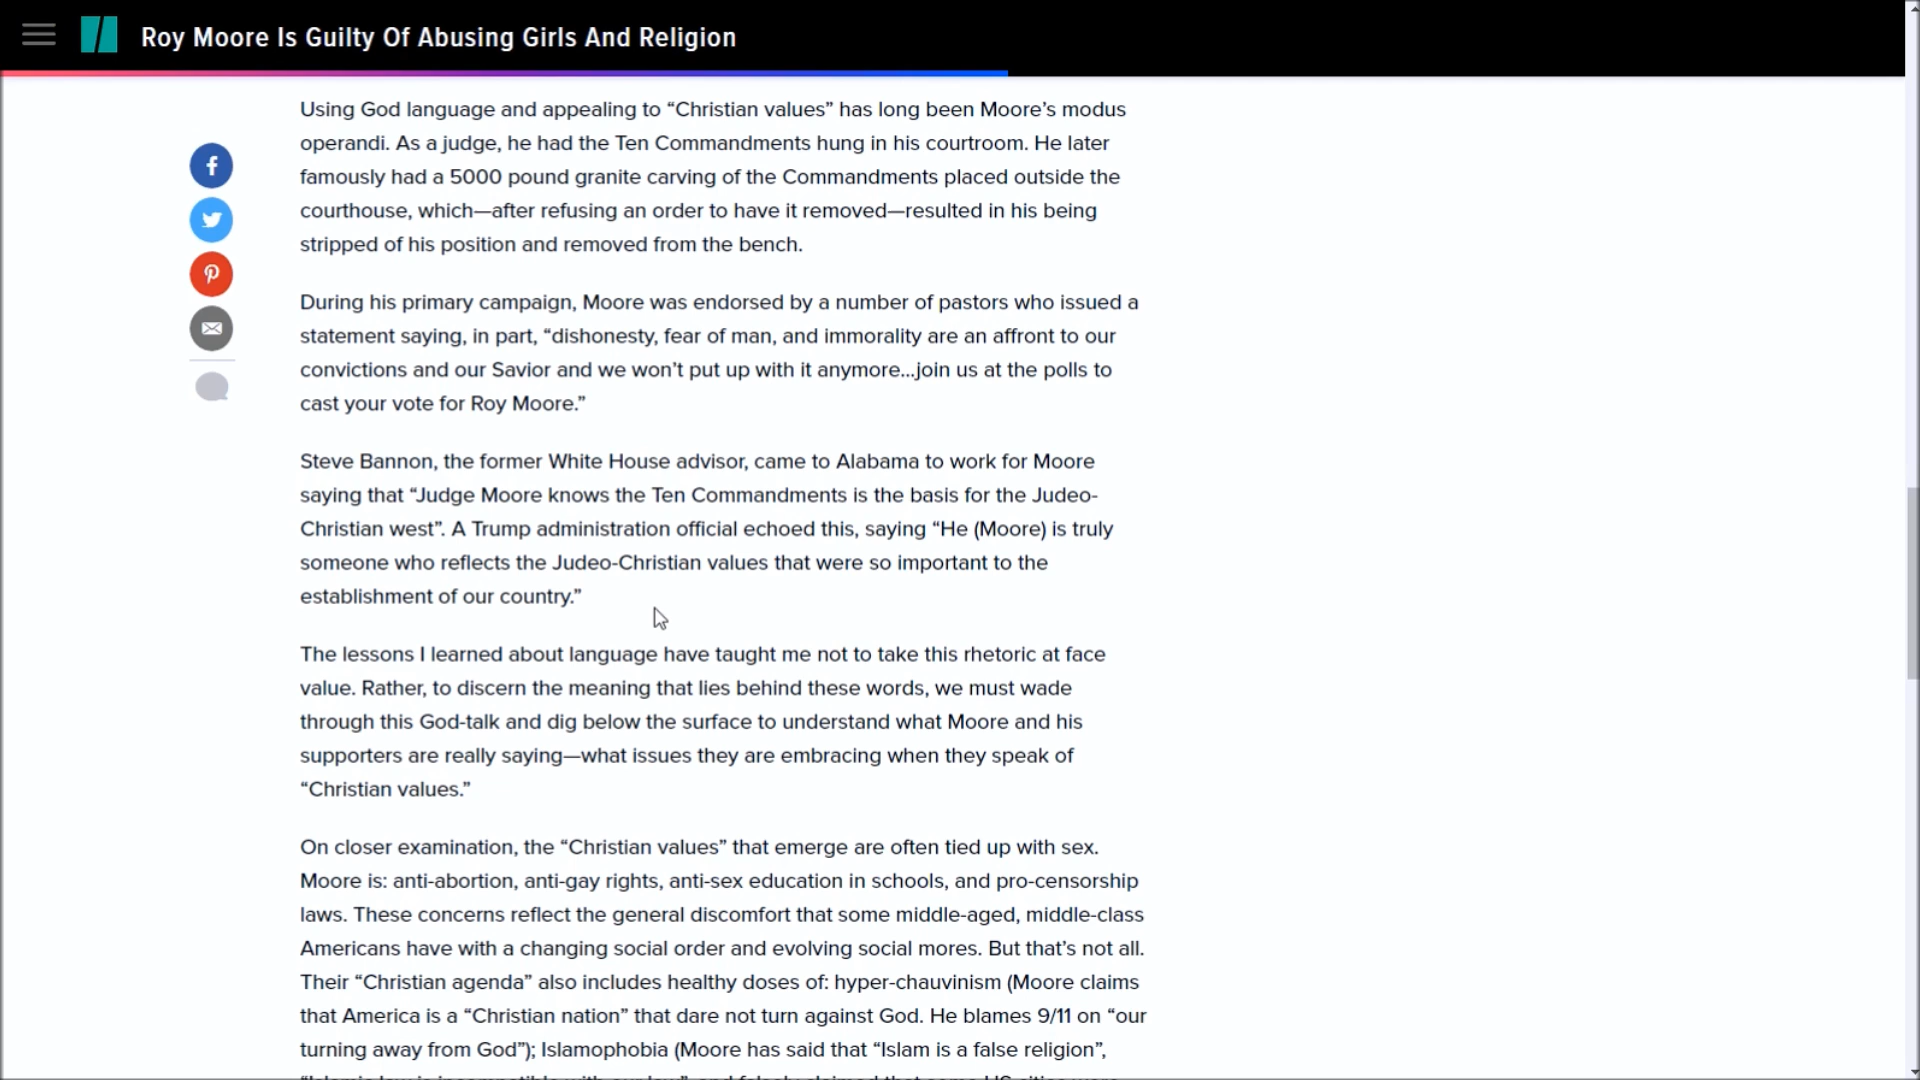 Roy Moore Is Guilty Of Abusing Girls And Religion
Using God language and appealing to “Christian values” has long been Moore’s modus
operandi. As a judge, he had the Ten Commandments hung in his courtroom. He later
famously had a 5000 pound granite carving of the Commandments placed outside the
courthouse, which—after refusing an order to have it removed—resulted in his being
stripped of his position and removed from the bench.
During his primary campaign, Moore was endorsed by a number of pastors who issued a
statement saying, in part, “dishonesty, fear of man, and immorality are an affront to our
convictions and our Savior and we won’t put up with it anymore...join us at the polls to
cast your vote for Roy Moore.”
Steve Bannon, the former White House advisor, came to Alabama to work for Moore
saying that “Judge Moore knows the Ten Commandments is the basis for the Judeo-
Christian west”. A Trump administration official echoed this, saying “He (Moore) is truly
someone who reflects the Judeo-Christian values that were so important to the
establishment of our country.”
The lessons I learned about language have taught me not to take this rhetoric at face
value. Rather, to discern the meaning that lies behind these words, we must wade
through this God-talk and dig below the surface to understand what Moore and his
supporters are really saying—what issues they are embracing when they speak of
“Christian values.”
On closer examination, the “Christian values” that emerge are often tied up with sex.
Moore is: anti-abortion, anti-gay rights, anti-sex education in schools, and pro-censorship
laws. These concerns reflect the general discomfort that some middle-aged, middle-class
Americans have with a changing social order and evolving social mores. But that’s not all.
Their “Christian agenda” also includes healthy doses of: hyper-chauvinism (Moore claims
that America is a “Christian nation” that dare not turn against God. He blames 9/11 on “our
turning away from God”); Islamophobia (Moore has said that “Islam is a false religion”,